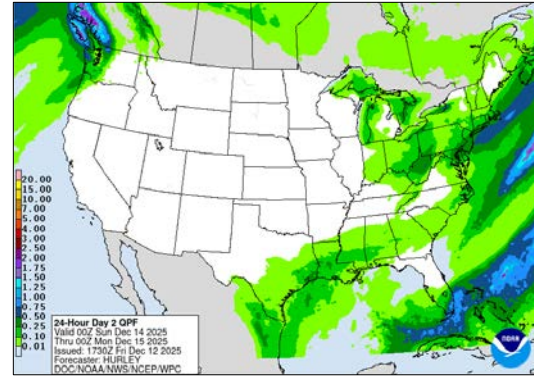 20.00
15.00
10.00
7.00
5.00
4.00
3.00
2.50
2.00
1.75
1.50
1.25
1.00
0.75
0.50
0.25
0.10
0.01
24-Hour Day 2 QPF
Valid 00Z Sun Dec 14 2025
Thru 00Z Mon Dec 15 2025
Issued: 1730Z Fri Dec 12 2025
Forecaster: HURLEY
DOC/NOAA/NWS/NCEP/WPC
NOAA